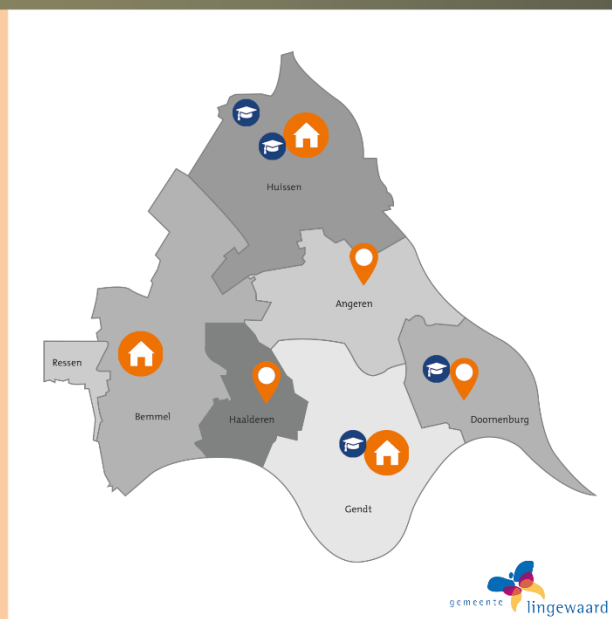 Huissen
Angeren
Ressen
Bemmel
Haalderen
Doornenburg
Gendt
gemeente lingewaard